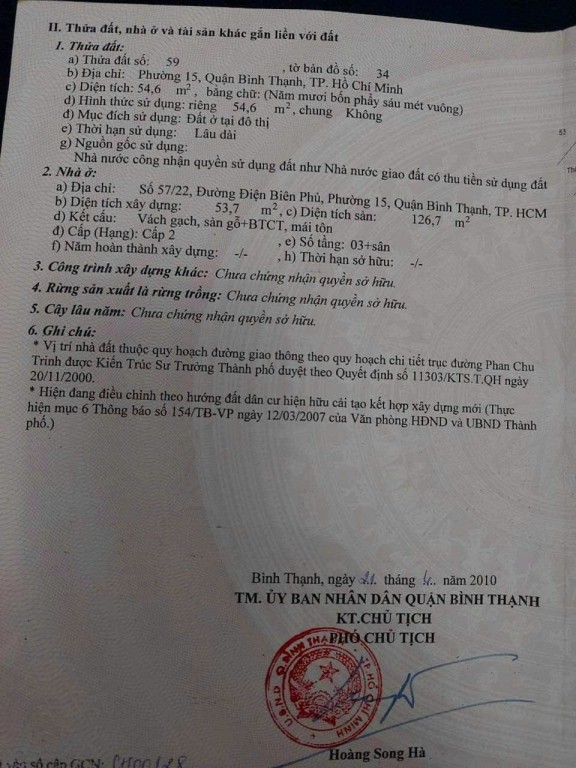 II. Thửa đất, nhà ở và tài sản khác gắn liền với đất
1. Thửa đất:
a) Thửa đất số: 59 , tờ bản đồ số: 34
b) Địa chỉ: Phường 15, Quận Bình Thạnh, TP. Hồ Chí Minh
c) Diện tích: 54,6 m², bằng chữ: (Năm mươi bốn phẩy sáu mét vuông)
d) Hình thức sử dụng: riêng 54,6 m², chung Không
đ) Mục đích sử dụng: Đất ở tại đô thị
e) Thời hạn sử dụng: Lâu dài
g) Nguồn gốc sử dụng:
Nhà nước công nhận quyền sử dụng đất như Nhà nước giao đất có thu tiền sử dụng đất
2. Nhà ở:
a) Địa chỉ: Số 57/22, Đường Điện Biên Phủ, Phường 15, Quận Bình Thạnh, TP. HCM
b) Diện tích xây dựng: 53,7 m², c) Diện tích sàn: 126,7 m²
d) Kết cấu: Vách gạch, sàn gỗ+BTCT, mái tôn
đ) Cấp (Hạng): Cấp 2 , e) Số tầng: 03+sân
f) Năm hoàn thành xây dựng: -/- , h) Thời hạn sở hữu: -/-
3. Công trình xây dựng khác: Chưa chứng nhận quyền sở hữu.
4. Rừng sản xuất là rừng trồng: Chưa chứng nhận quyền sở hữu.
5. Cây lâu năm: Chưa chứng nhận quyền sở hữu.
6. Ghi chú:
* Vị trí nhà đất thuộc quy hoạch đường giao thông theo quy hoạch chi tiết trục đường Phan Chu
Trinh được Kiến Trúc Sư Trưởng Thành phố duyệt theo Quyết định số 11303/KTS.T.QH ngày
20/11/2000.
* Hiện đang điều chỉnh theo hướng đất dân cư hiện hữu cải tạo kết hợp xây dựng mới (Thực
hiện mục 6 Thông báo số 154/TB-VP ngày 12/03/2007 của Văn phòng HĐND và UBND Thành
phố.)
63
Bình Thạnh, ngày 21 tháng 4 năm 2010
TM. ỦY BAN NHÂN DÂN QUẬN BÌNH THẠNH
KT.CHỦ TỊCH
PHÓ CHỦ TỊCH
U.B.N.D Q.BÌNH THẠNH TP.HỒ CHÍ MINH
Hoàng Song Hà
vào sổ cấp GCN: